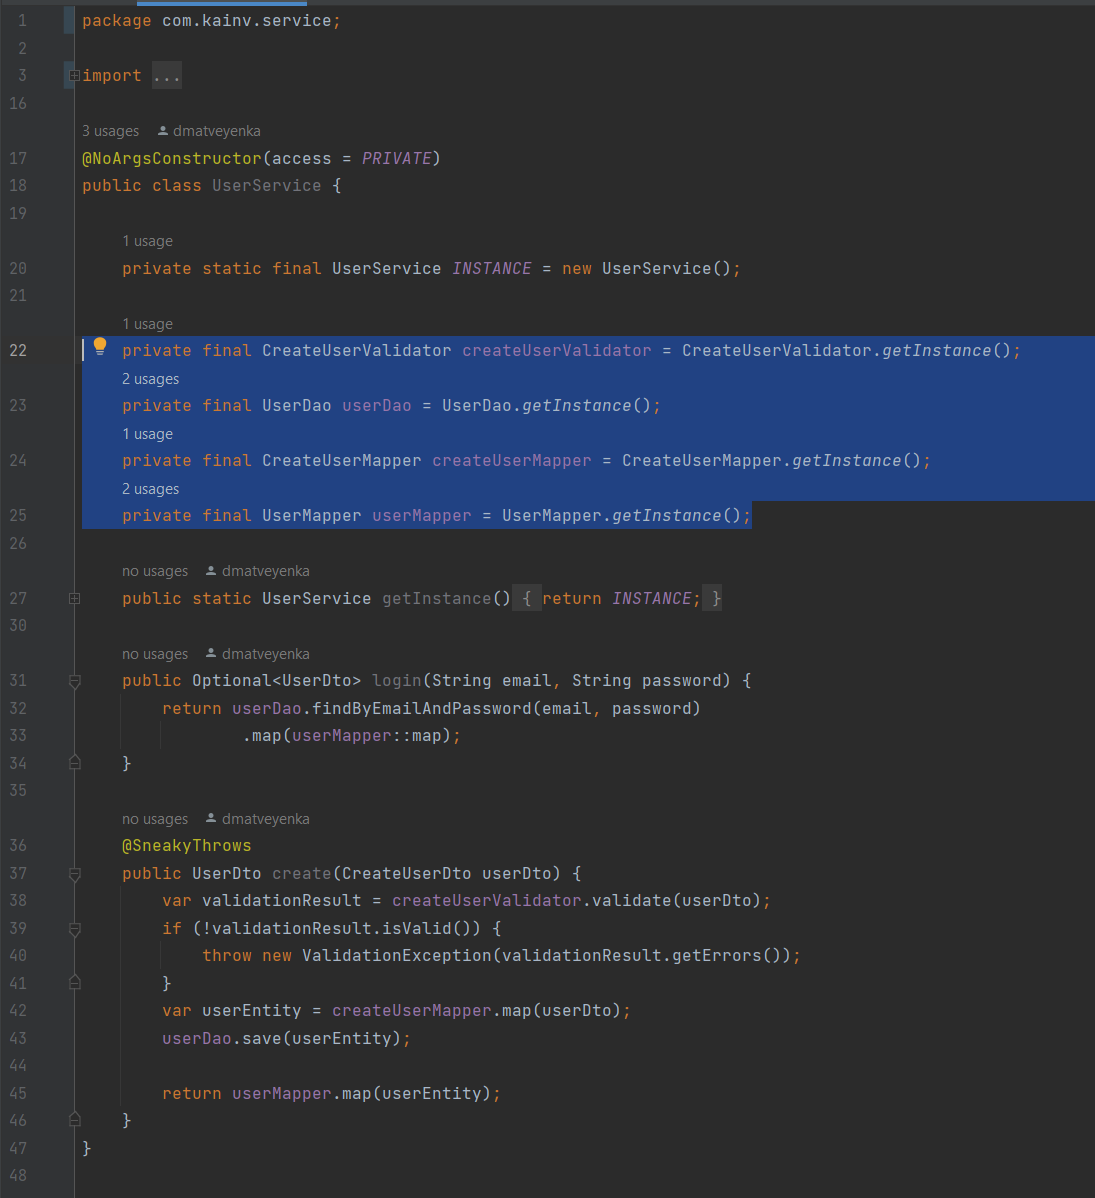 1 package com.kainv.service;
2
3 import ...
16
3 usages dmatveyenka
17 @NoArgsConstructor(access = PRIVATE)
18 public class UserService {
19
1 usage
20 private static final UserService INSTANCE = new UserService();
21
1 usage
22 private final CreateUserValidator createUserValidator = CreateUserValidator.getInstance();
2 usages
23 private final UserDao userDao = UserDao.getInstance();
1 usage
24 private final CreateUserMapper createUserMapper = CreateUserMapper.getInstance();
2 usages
25 private final UserMapper userMapper = UserMapper.getInstance();
26
no usages dmatveyenka
27 public static UserService getInstance() { return INSTANCE; }
30
no usages dmatveyenka
31 public Optional<UserDto> login(String email, String password) {
32 return userDao.findByEmailAndPassword(email, password)
33 .map(userMapper::map);
34 }
35
no usages dmatveyenka
36 @SneakyThrows
37 public UserDto create(CreateUserDto userDto) {
38 var validationResult = createUserValidator.validate(userDto);
39 if (!validationResult.isValid()) {
40 throw new ValidationException(validationResult.getErrors());
41 }
42 var userEntity = createUserMapper.map(userDto);
43 userDao.save(userEntity);
44
45 return userMapper.map(userEntity);
46 }
47 }
48